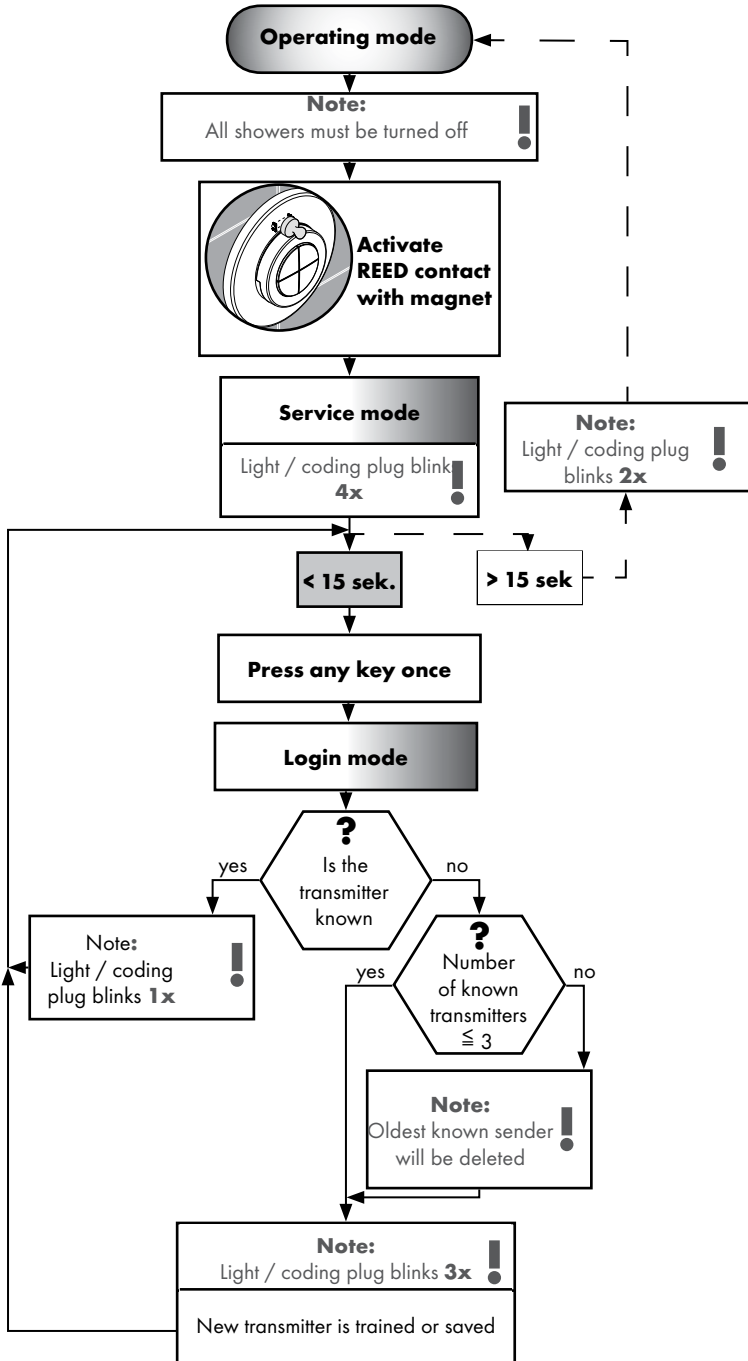 Operating mode
Note:
All showers must be turned off
Activate
REED contact
with magnet
Service mode
Light / coding plug blink
4x
Note:
Light / coding plug
blinks 2x
< 15 sek.
> 15 sek
Press any key once
Login mode
?
Is the
transmitter
known
yes
no
Note:
Light / coding
plug blinks 1x
?
Number
of known
transmitters
≦ 3
yes
no
Note:
Oldest known sender
will be deleted
Note:
Light / coding plug blinks 3x
New transmitter is trained or saved